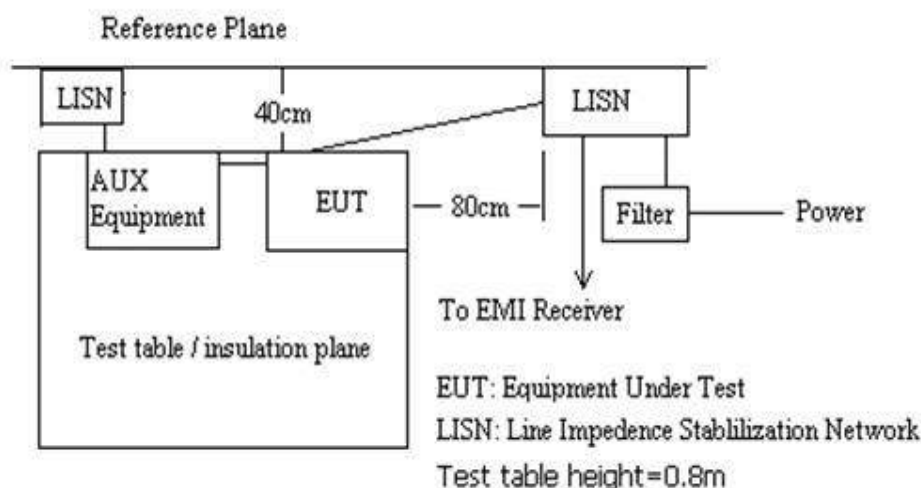 Reference Plane
LISN
40cm
LISN
AUX
Equipment
EUT
80cm
Filter
Power
To EMI Receiver
Test table / insulation plane
EUT: Equipment Under Test
LISN: Line Impedence Stablilization Network
Test table height=0.8m